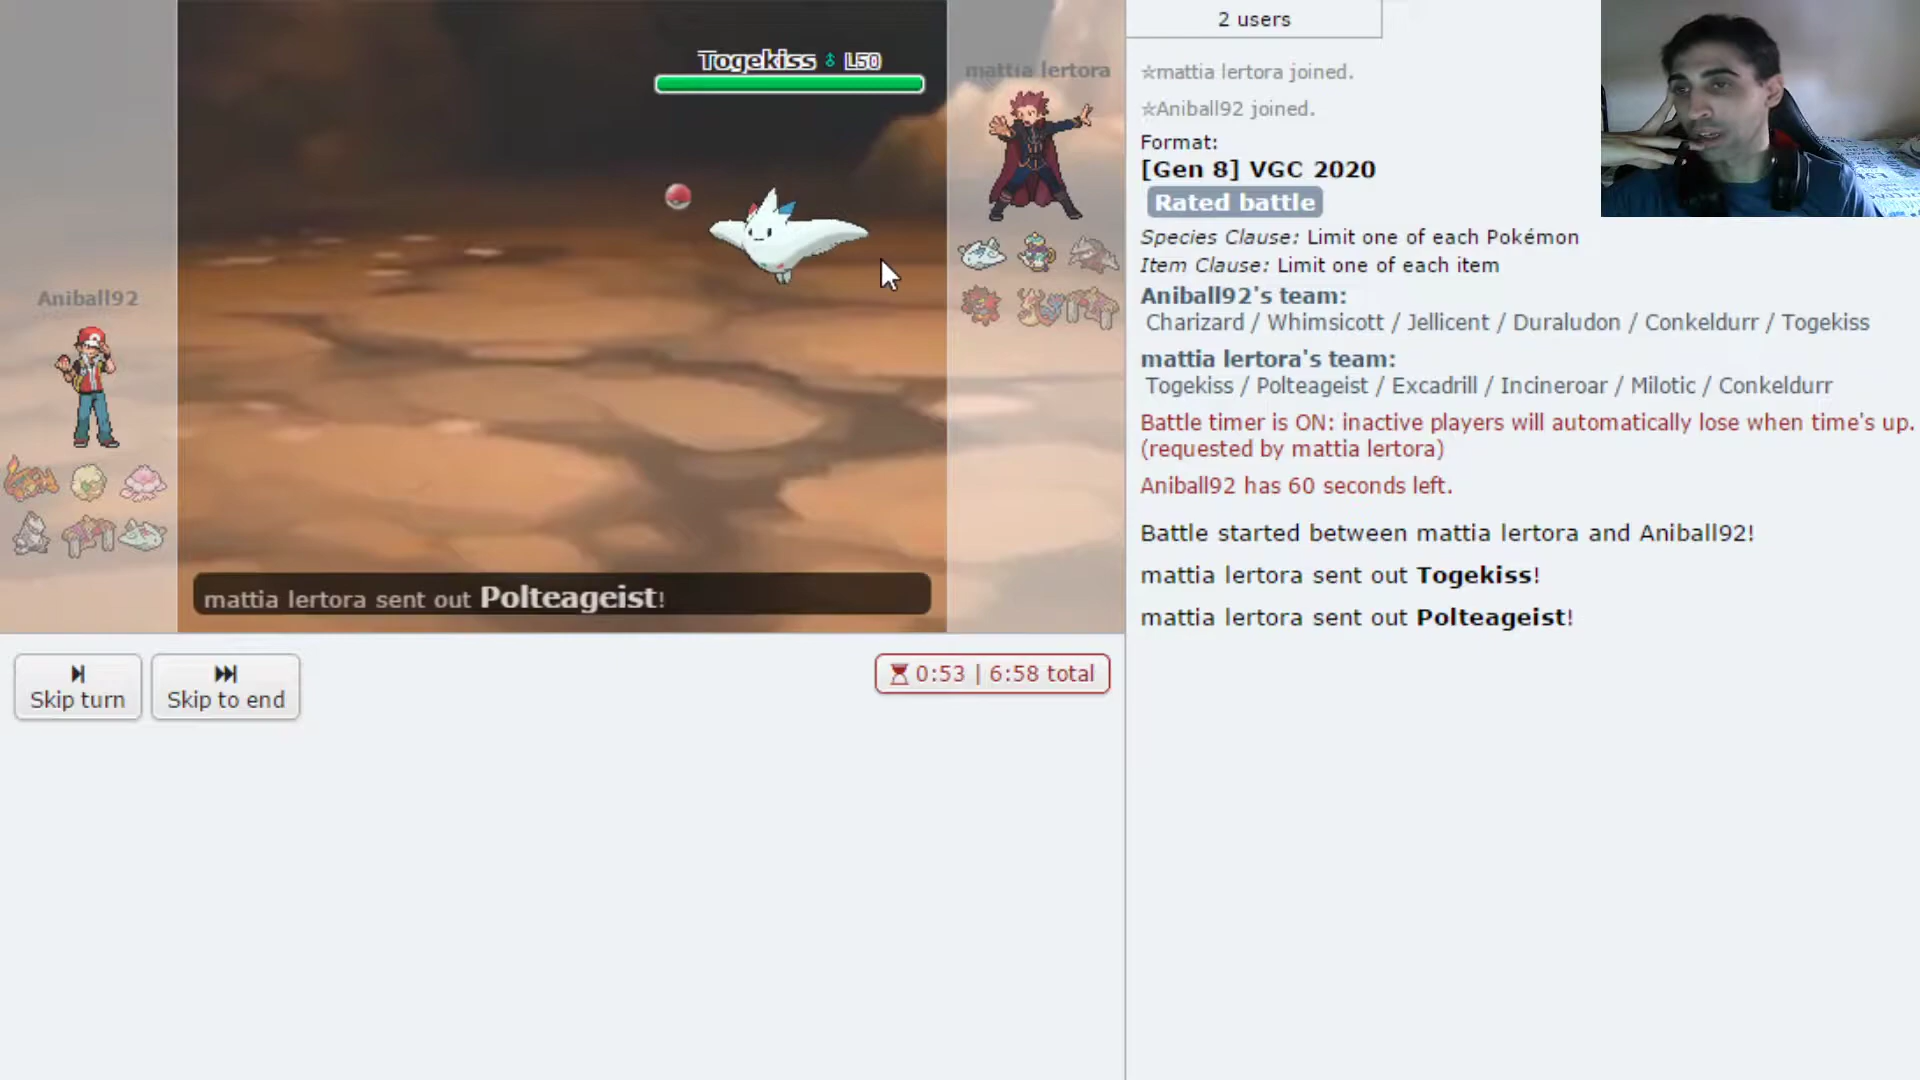 Togekiss ♂ L50
mattia lertora
Aniball92
mattia lertora sent out Polteageist!
Skip turn
Skip to end
0:53 | 6:58 total
2 users
☆mattia lertora joined.
☆Aniball92 joined.
Format:
[Gen 8] VGC 2020
Rated battle
Species Clause: Limit one of each Pokémon
Item Clause: Limit one of each item
Aniball92's team:
Charizard / Whimsicott / Jellicent / Duraludon / Conkeldurr / Togekiss
mattia lertora's team:
Togekiss / Polteageist / Excadrill / Incineroar / Milotic / Conkeldurr
Battle timer is ON: inactive players will automatically lose when time's up.
(requested by mattia lertora)
Aniball92 has 60 seconds left.
Battle started between mattia lertora and Aniball92!
mattia lertora sent out Togekiss!
mattia lertora sent out Polteageist!